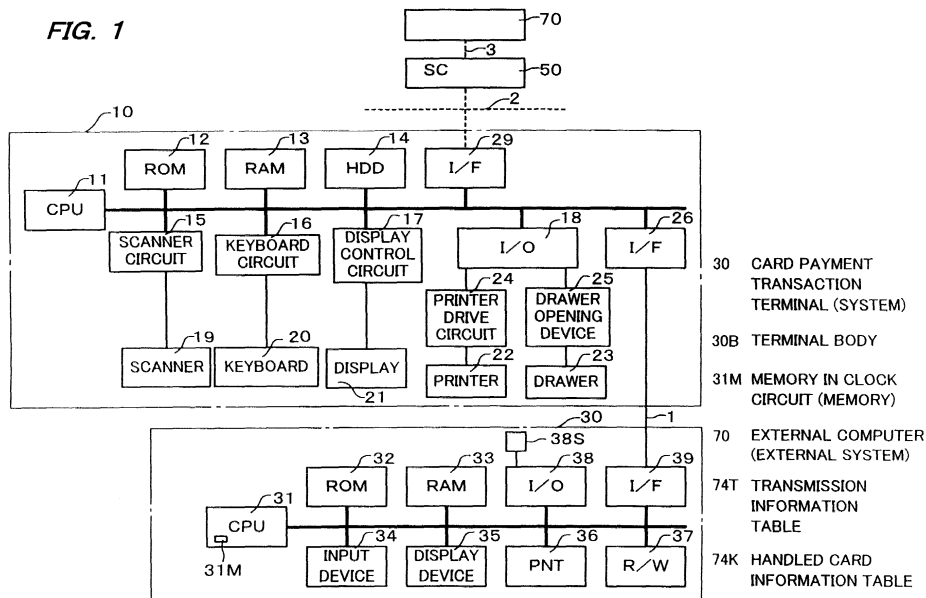 FIG. 1
70
3
SC
50
2
10
12
13
14
29
ROM
RAM
HDD
I/F
11
CPU
15
16
17
18
26
SCANNER
CIRCUIT
KEYBOARD
CIRCUIT
DISPLAY
CONTROL
CIRCUIT
I/O
I/F
24
25
PRINTER
DRIVE
CIRCUIT
DRAWER
OPENING
DEVICE
19
20
22
23
SCANNER
KEYBOARD
DISPLAY
21
PRINTER
DRAWER
1
30
38S
32
33
38
39
ROM
RAM
I/O
I/F
31
CPU
31M
34
35
36
37
INPUT
DEVICE
DISPLAY
DEVICE
PNT
R/W
30 CARD PAYMENT
TRANSACTION
TERMINAL (SYSTEM)
30B TERMINAL BODY
31M MEMORY IN CLOCK
CIRCUIT (MEMORY)
70 EXTERNAL COMPUTER
(EXTERNAL SYSTEM)
74T TRANSMISSION
INFORMATION
TABLE
74K HANDLED CARD
INFORMATION TABLE